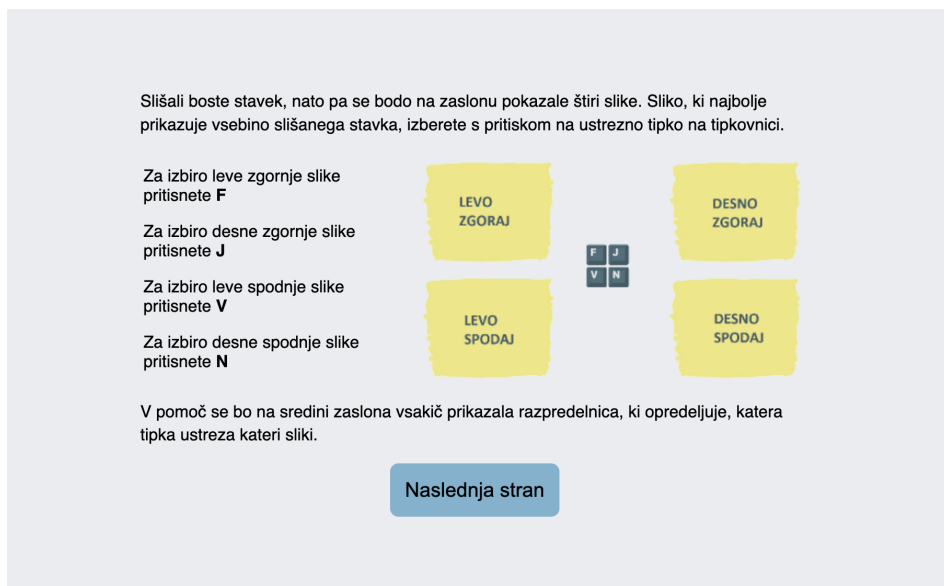 Slišali boste stavek, nato pa se bodo na zaslonu pokazale štiri slike. Sliko, ki najbolje
prikazuje vsebino slišanega stavka, izberete s pritiskom na ustrezno tipko na tipkovnici.
Za izbiro leve zgornje slike
pritisnete F
Za izbiro desne zgornje slike
pritisnete J
Za izbiro leve spodnje slike
pritisnete V
Za izbiro desne spodnje slike
pritisnete N
LEVO
ZGORAJ
DESNO
ZGORAJ
F J
V N
LEVO
SPODAJ
DESNO
SPODAJ
V pomoč se bo na sredini zaslona vsakič prikazala razpredelnica, ki opredeljuje, katera
tipka ustreza kateri sliki.
Naslednja stran